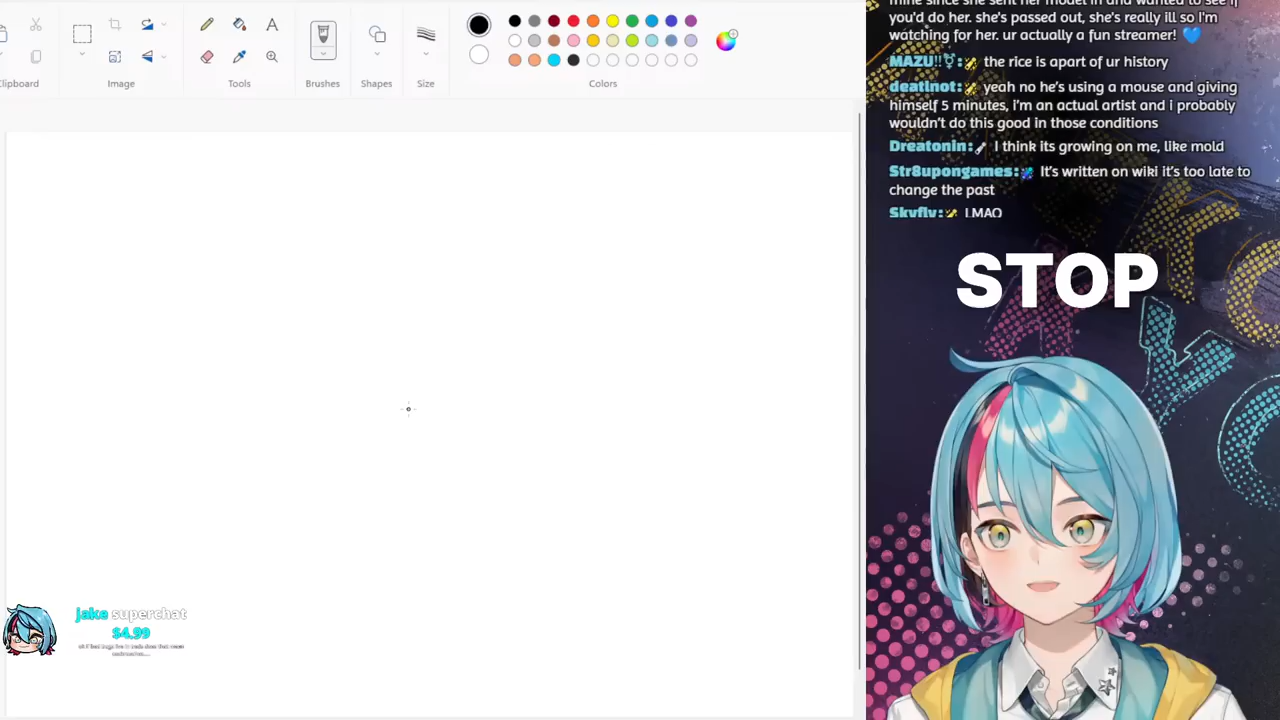 Clipboard
Image
Tools
Brushes
Shapes
Size
Colors
mine since she sent her model in and wanted to see if
you'd do her. she's passed out, she's really ill so I'm
watching for her. ur actually a fun streamer! 💙
MAZU!!⚧: the rice is apart of ur history
deatlnot: yeah no he's using a mouse and giving
himself 5 minutes, i'm an actual artist and i probably
wouldn't do this good in those conditions
Dreatonin: I think its growing on me, like mold
Str8upongames: It's written on wiki it's too late to
change the past
Skyfly: LMAO
STOP
jake superchat
$4.99